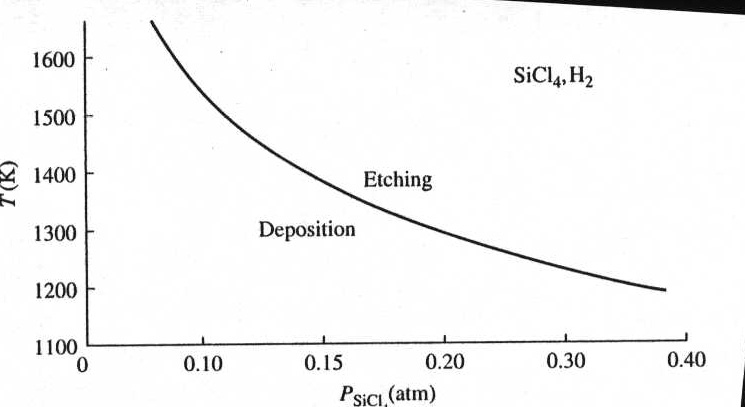 1600
SiCl₄, H₂
1500
T(K)
1400
Etching
1300
Deposition
1200
1100
0
0.10
0.15
0.20
0.30
0.40
P_SiCl₄(atm)